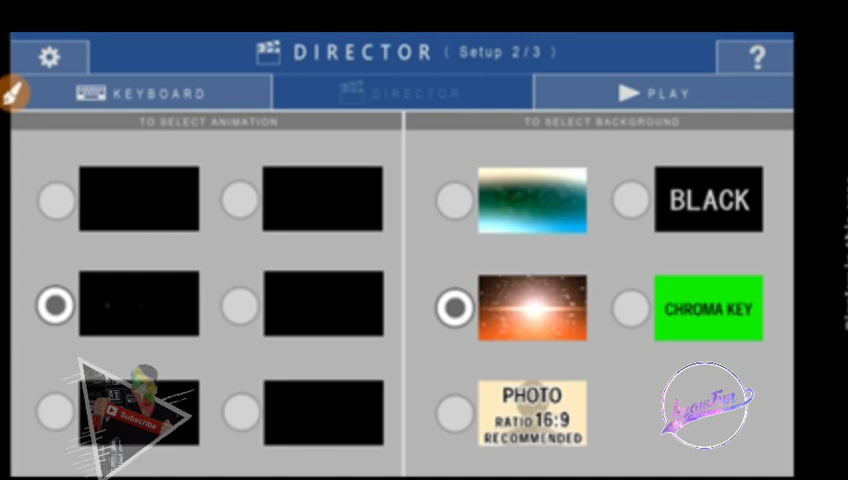 DIRECTOR ( Setup 2/3 )
?
KEYBOARD
DIRECTOR
PLAY
TO SELECT ANIMATION
TO SELECT BACKGROUND
BLACK
CHROMA KEY
Subscribe
PHOTO
RATIO 16:9
RECOMMENDED